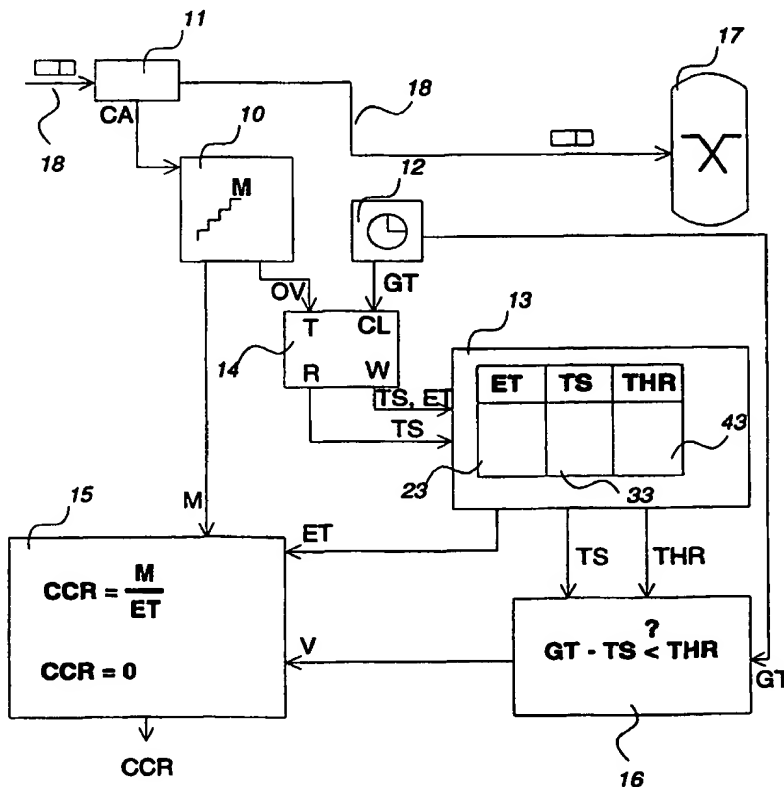 11
17
CA
18
18
10
12
M
OV
GT
13
T CL
14
R W
TS, ET
TS
ET TS THR
23
33
43
15
M
ET
TS
THR
CCR = M
ET
?
GT - TS < THR
CCR = 0
V
GT
CCR
16